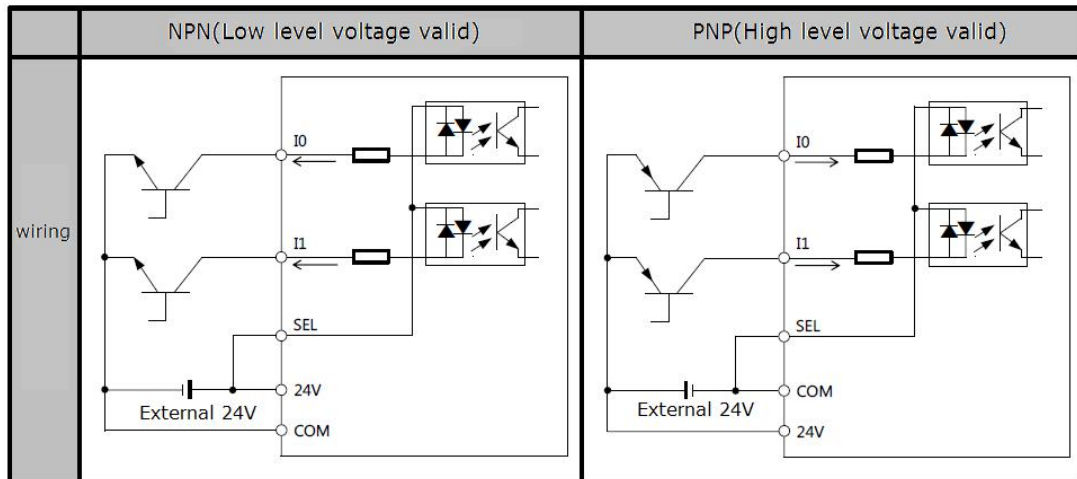 NPN(Low level voltage valid)
PNP(High level voltage valid)
wiring
I0
I1
SEL
24V
External 24V
COM
I0
I1
SEL
COM
External 24V
24V